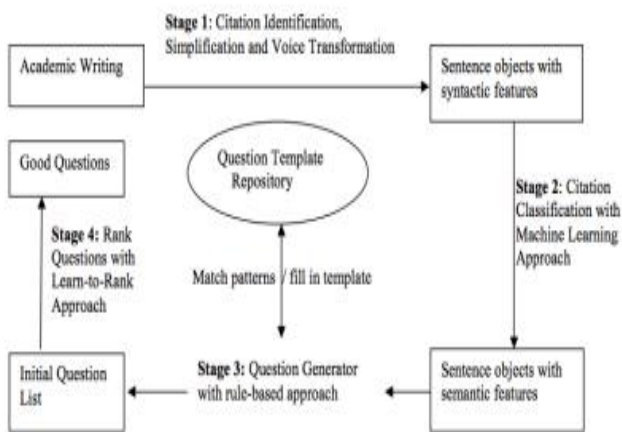 Stage 1: Citation Identification,
Simplification and Voice Transformation
Academic Writing
Sentence objects with
syntactic features
Good Questions
Question Template
Repository
Stage 2: Citation
Classification with
Machine Learning
Approach
Stage 4: Rank
Questions with
Learn-to-Rank
Approach
Match patterns / fill in template
Initial Question
List
Stage 3: Question Generator
with rule-based approach
Sentence objects with
semantic features